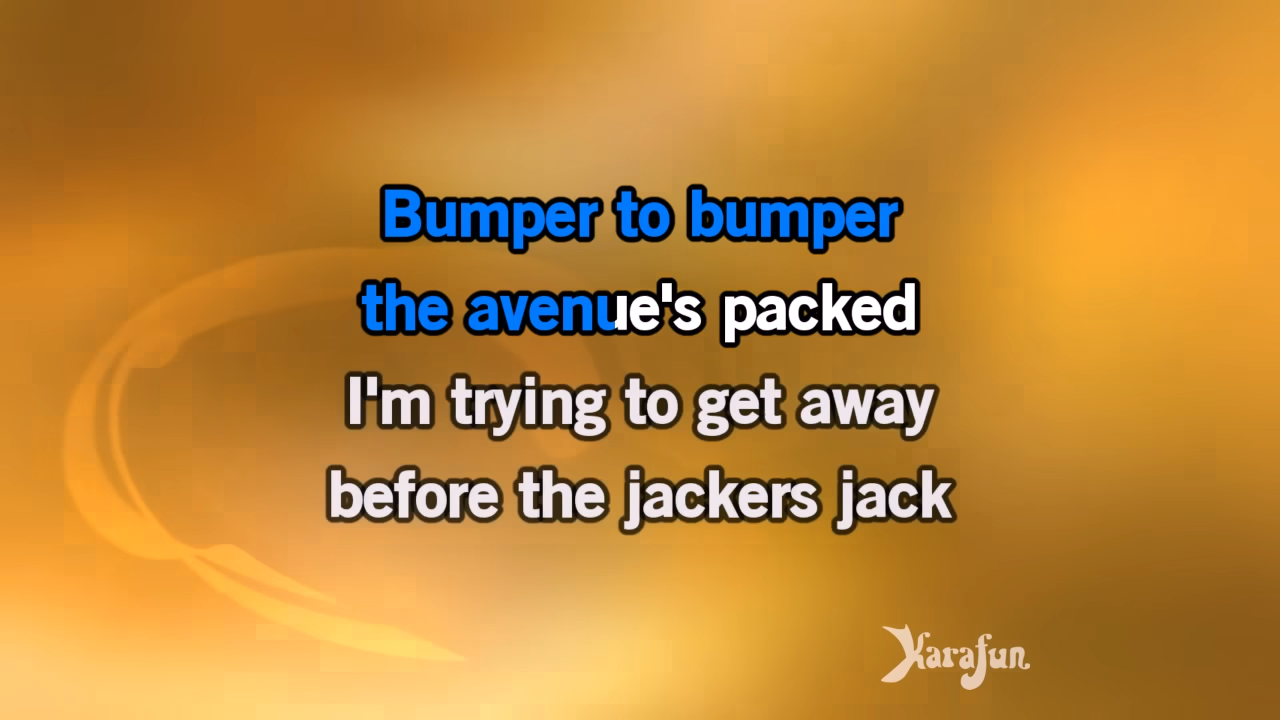 Bumper to bumper
the avenue's packed
I'm trying to get away
before the jackers jack
Karafun